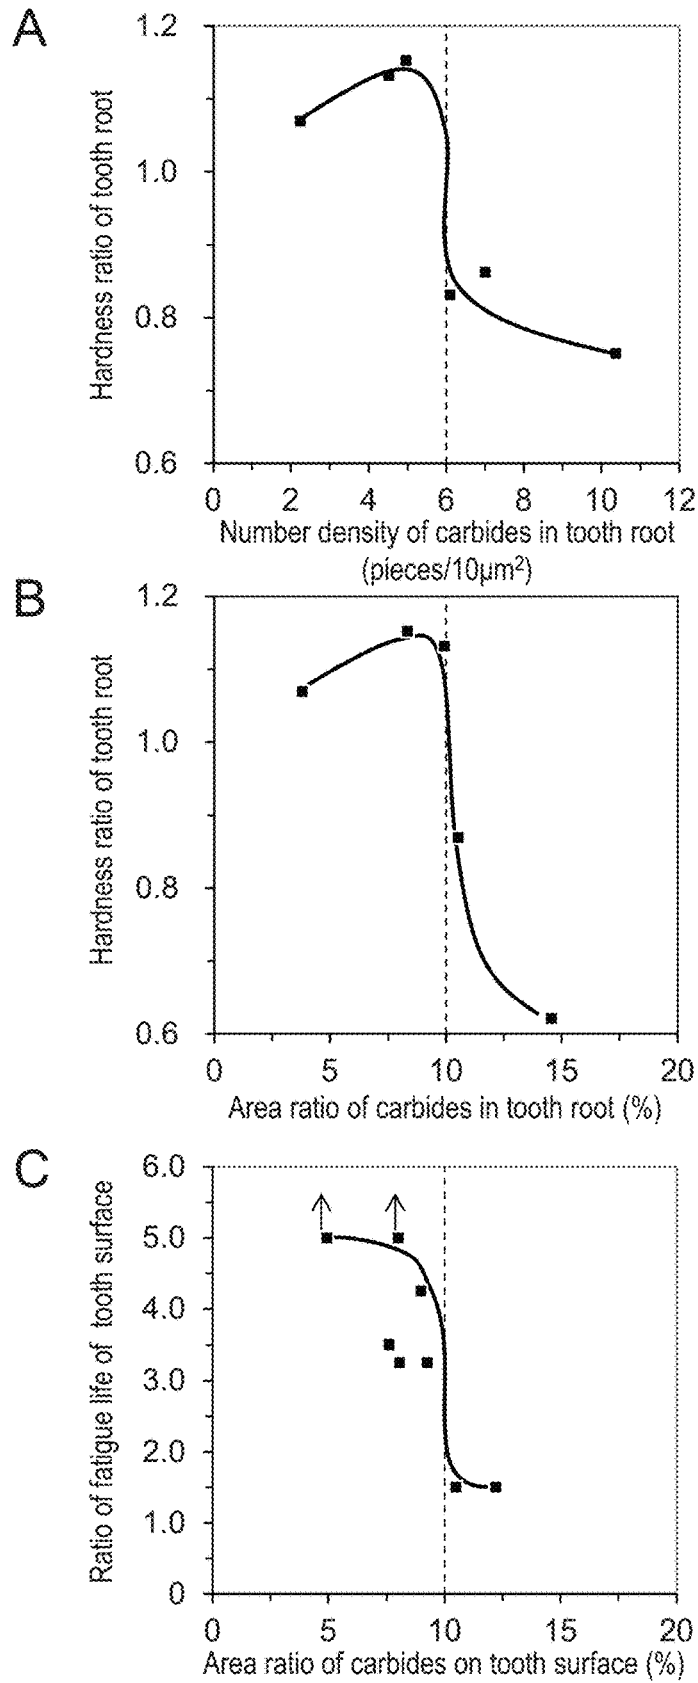 A
Hardness ratio of tooth root
1.2
1.0
0.8
0.6
0 2 4 6 8 10 12
Number density of carbides in tooth root
(pieces/10µm²)
B
Hardness ratio of tooth root
1.2
1.0
0.8
0.6
0 5 10 15 20
Area ratio of carbides in tooth root (%)
C
Ratio of fatigue life of tooth surface
6.0
5.0
4.0
3.0
2.0
1.0
0
0 5 10 15 20
Area ratio of carbides on tooth surface (%)